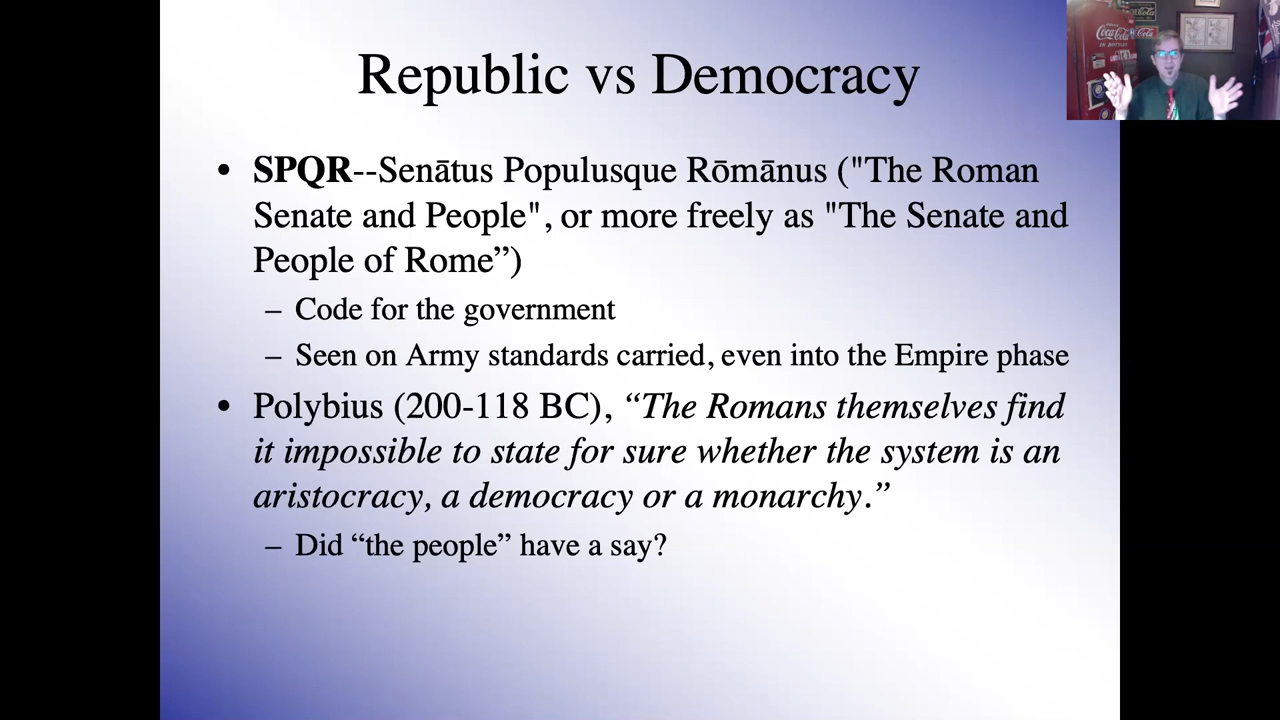 Republic vs Democracy
• SPQR--Senātus Populusque Rōmānus ("The Roman
Senate and People", or more freely as "The Senate and
People of Rome”)
– Code for the government
– Seen on Army standards carried, even into the Empire phase
• Polybius (200-118 BC), “The Romans themselves find
it impossible to state for sure whether the system is an
aristocracy, a democracy or a monarchy.”
– Did “the people” have a say?
Coca-Cola